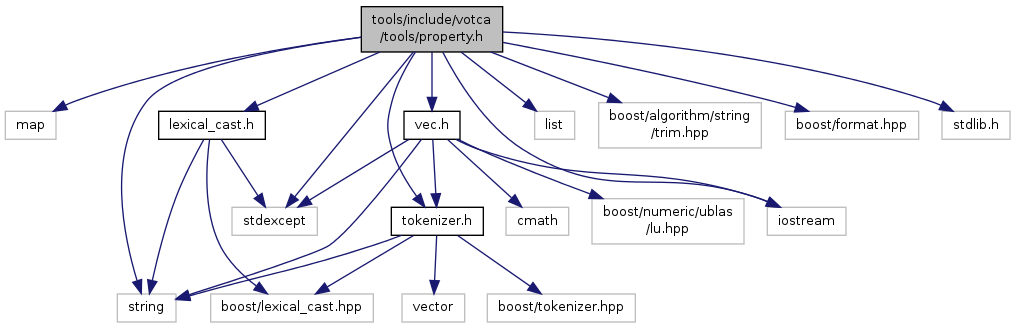 tools/include/votca
/tools/property.h
map
lexical_cast.h
vec.h
list
boost/algorithm/string
/trim.hpp
boost/format.hpp
stdlib.h
stdexcept
tokenizer.h
cmath
boost/numeric/ublas
/lu.hpp
iostream
string
boost/lexical_cast.hpp
vector
boost/tokenizer.hpp